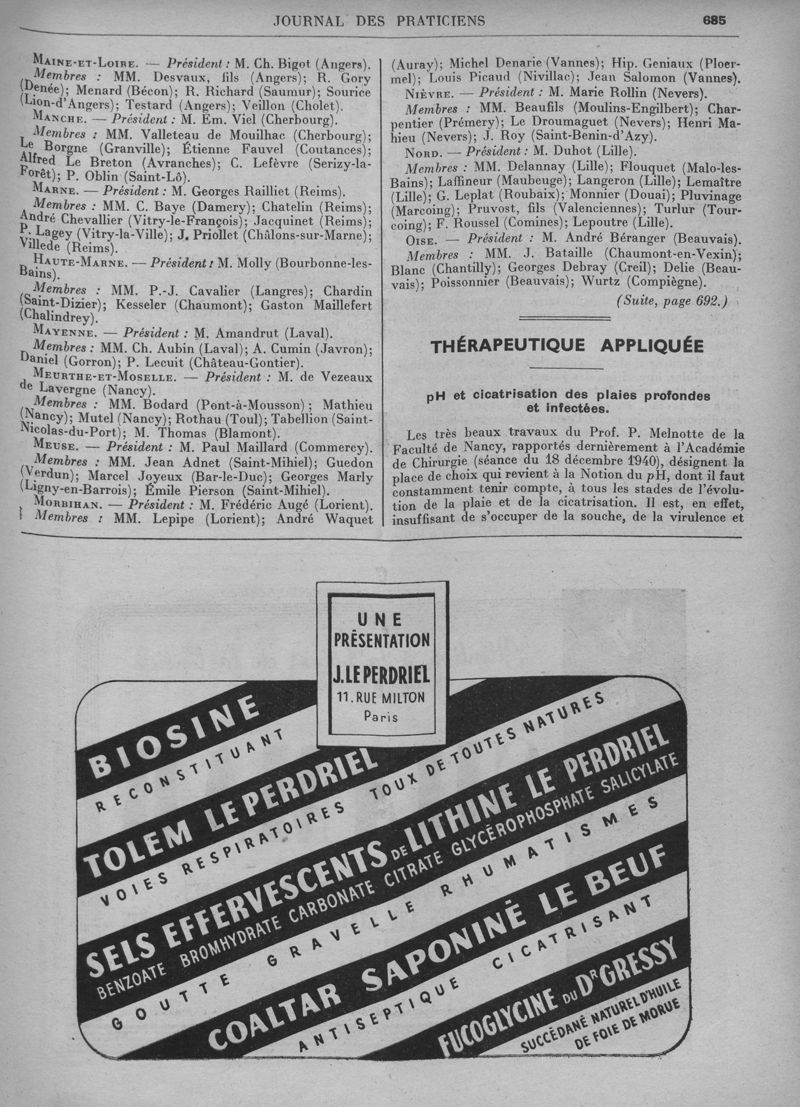 JOURNAL DES PRATICIENS 685
MAINE-ET-LOIRE. — Président : M. Ch. Bigot (Angers).
Membres : MM. Desvaux, fils (Angers); R. Gory
(Denée); Menard (Bécon); R. Richard (Saumur); Sourice
(Lion-d'Angers); Testard (Angers); Veillon (Cholet).
MANCHE. — Président : M. Em. Viel (Cherbourg).
Membres : MM. Valleteau de Mouilhac (Cherbourg);
Le Borgne (Granville); Étienne Fauvel (Coutances);
Alfred Le Breton (Avranches); C. Lefèvre (Serizy-la-
Forêt); P. Oblin (Saint-Lô).
MARNE. — Président : M. Georges Railliet (Reims).
Membres : MM. C. Baye (Damery); Chatelin (Reims);
André Chevallier (Vitry-le-François); Jacquinet (Reims);
P. Lagey (Vitry-la-Ville); J. Priollet (Châlons-sur-Marne);
Villede (Reims).
HAUTE-MARNE. — Président : M. Molly (Bourbonne-les-
Bains).
Membres : MM. P.-J. Cavalier (Langres); Chardin
(Saint-Dizier); Kesseler (Chaumont); Gaston Maillefert
(Chalindrey).
MAYENNE. — Président : M. Amandrut (Laval).
Membres : MM. Ch. Aubin (Laval); A. Cumin (Javron);
Daniel (Gorron); P. Lecuit (Château-Gontier).
MEURTHE-ET-MOSELLE. — Président : M. de Vezeaux
de Lavergne (Nancy).
Membres : MM. Bodard (Pont-à-Mousson); Mathieu
(Nancy); Mutel (Nancy); Rothau (Toul); Tabellion (Saint-
Nicolas-du-Port); M. Thomas (Blamont).
MEUSE. — Président : M. Paul Maillard (Commercy).
Membres : MM. Jean Adnet (Saint-Mihiel); Guedon
(Verdun); Marcel Joyeux (Bar-le-Duc); Georges Marly
(Ligny-en-Barrois); Émile Pierson (Saint-Mihiel).
MORBIHAN. — Président : M. Frédéric Augé (Lorient).
Membres : MM. Lepipe (Lorient); André Waquet
(Auray); Michel Denarie (Vannes); Hip. Geniaux (Ploer-
mel); Louis Picaud (Nivillac); Jean Salomon (Vannes).
NIÈVRE. — Président : M. Marie Rollin (Nevers).
Membres : MM. Beaufils (Moulins-Engilbert); Char-
pentier (Prémery); Le Droumaguet (Nevers); Henri Ma-
hieu (Nevers); J. Roy (Saint-Benin-d'Azy).
NORD. — Président : M. Duhot (Lille).
Membres : MM. Delannay (Lille); Flouquet (Malo-les-
Bains); Laffineur (Maubeuge); Langeron (Lille); Lemaître
(Lille); G. Leplat (Roubaix); Monnier (Douai); Pluvinage
(Marcoing); Pruvost, fils (Valenciennes); Turlur (Tour-
coing); F. Roussel (Comines); Lepoutre (Lille).
OISE. — Président : M. André Béranger (Beauvais).
Membres : MM. J. Bataille (Chaumont-en-Vexin);
Blanc (Chantilly); Georges Debray (Creil); Delie (Beau-
vais); Poissonnier (Beauvais); Wurtz (Compiègne).
(Suite, page 692.)
THÉRAPEUTIQUE APPLIQUÉE
pH et cicatrisation des plaies profondes
et infectées.
Les très beaux travaux du Prof. P. Melnotte de la
Faculté de Nancy, rapportés dernièrement à l'Académie
de Chirurgie (séance du 18 décembre 1940), désignent la
place de choix qui revient à la Notion du pH, dont il faut
constamment tenir compte, à tous les stades de l'évolu-
tion de la plaie et de la cicatrisation. Il est, en effet,
insuffisant de s'occuper de la souche, de la virulence et
UNE
PRÉSENTATION
J. LE PERDRIEL
11. RUE MILTON
Paris
BIOSINE
RECONSTITUANT
TOLEM LE PERDRIEL
VOIES RESPIRATOIRES TOUX DE TOUTES NATURES
SELS EFFERVESCENTS DE LITHINE LE PERDRIEL
BENZOATE BROMHYDRATE CARBONATE CITRATE GLYCÉROPHOSPHATE SALICYLATE
GOUTTE GRAVELLE RHUMATISMES
COALTAR SAPONINÉ LE BEUF
ANTISEPTIQUE CICATRISANT
FUCOGLYCINE DU DR GRESSY
SUCCÉDANÉ NATUREL D'HUILE
DE FOIE DE MORUE